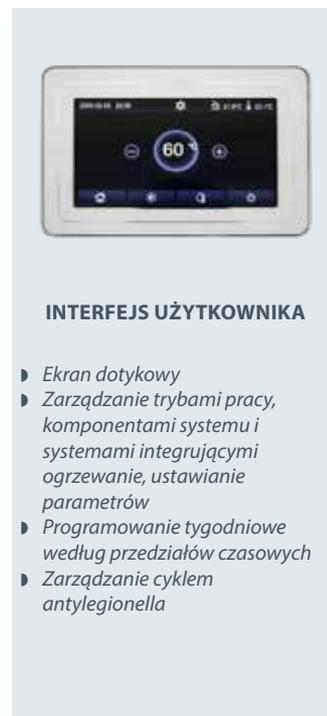 60
INTERFEJS UŻYTKOWNIKA
Ekran dotykowy
Zarządzanie trybami pracy,
komponentami systemu i
systemami integrującymi
ogrzewanie, ustawianie
parametrów
Programowanie tygodniowe
według przedziałów czasowych
Zarządzanie cyklem
antylegionella